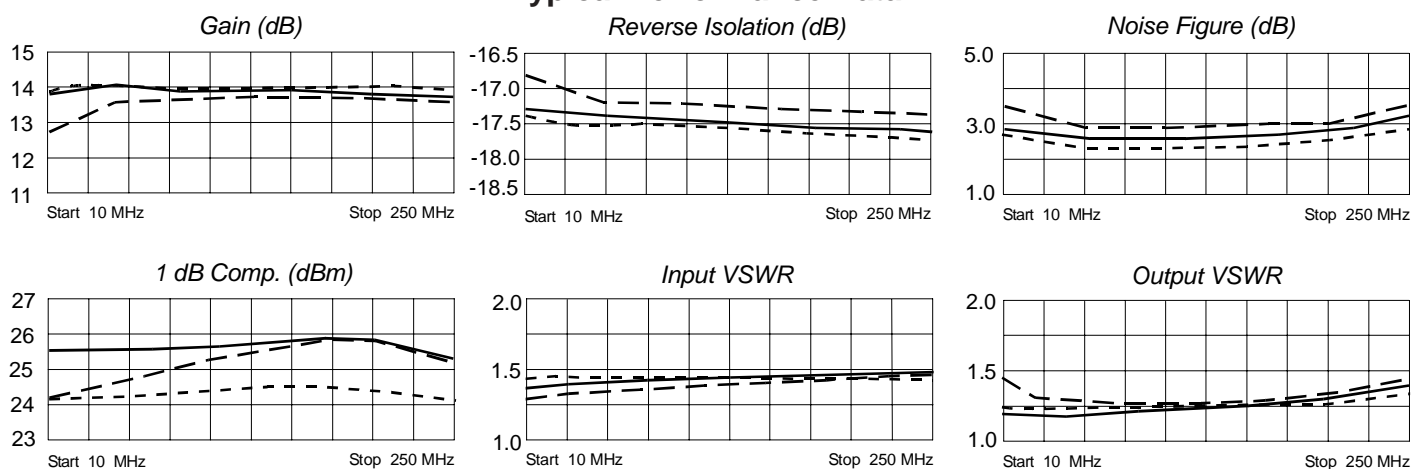 Gain (dB)
15
14
13
12
11
Start 10 MHz
Stop 250 MHz
Reverse Isolation (dB)
-16.5
-17.0
-17.5
-18.0
-18.5
Start 10 MHz
Stop 250 MHz
Noise Figure (dB)
5.0
3.0
1.0
Start 10 MHz
Stop 250 MHz
1 dB Comp. (dBm)
27
26
25
24
23
Start 10 MHz
Stop 250 MHz
Input VSWR
2.0
1.5
1.0
Start 10 MHz
Stop 250 MHz
Output VSWR
2.0
1.5
1.0
Start 10 MHz
Stop 250 MHz